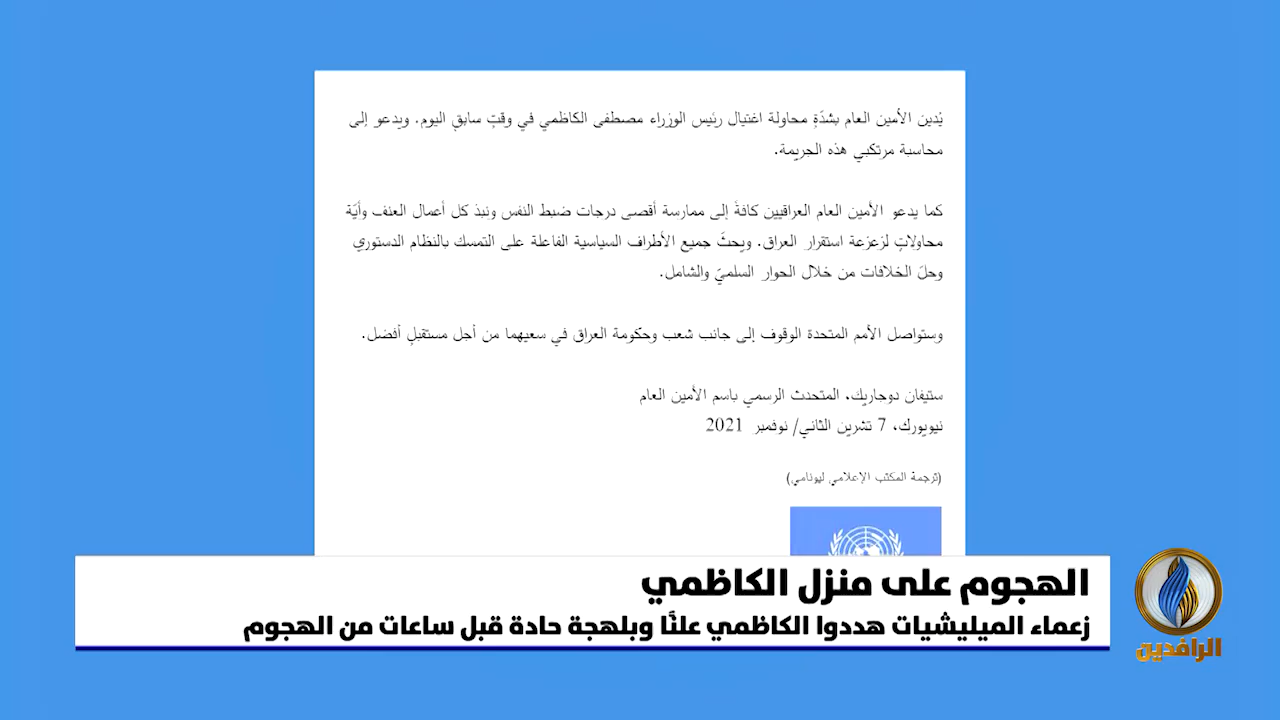 يُدين الأمين العام بشدّةٍ محاولة اغتيال رئيس الوزراء مصطفى الكاظمي في وقتٍ سابقٍ اليوم. ويدعو إلى
محاسبة مرتكبي هذه الجريمة.
كما يدعو الأمين العام العراقيين كافةً إلى ممارسة أقصى درجات ضبط النفس ونبذ كل أعمال العنف وأيّة
محاولاتٍ لزعزعة استقرار العراق. ويحثّ جميع الأطراف السياسية الفاعلة على التمسك بالنظام الدستوري
وحلّ الخلافات من خلال الحوار السلميّ والشامل.
وستواصل الأمم المتحدة الوقوف إلى جانب شعب وحكومة العراق في سعيهما من أجل مستقبلٍ أفضل.
ستيفان دوجاريك، المتحدث الرسمي باسم الأمين العام
نيويورك، 7 تشرين الثاني/ نوفمبر 2021
(ترجمة المكتب الإعلامي ليونامي)
الهجوم على منزل الكاظمي
زعماء الميليشيات هددوا الكاظمي علنًا وبلهجة حادة قبل ساعات من الهجوم
الرافدين